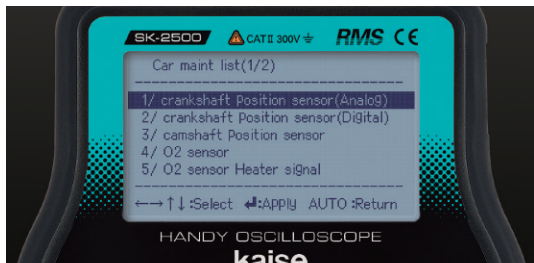 SK-2500 CAT II 300V RMS CE
Car maint list(1/2)
1/ crankshaft Position sensor(Analog)
2/ crankshaft Position sensor(Digital)
3/ camshaft Position sensor
4/ O2 sensor
5/ O2 sensor Heater signal
←→↑↓:Select ↲:APPly AUTO :Return
HANDY OSCILLOSCOPE
kaise